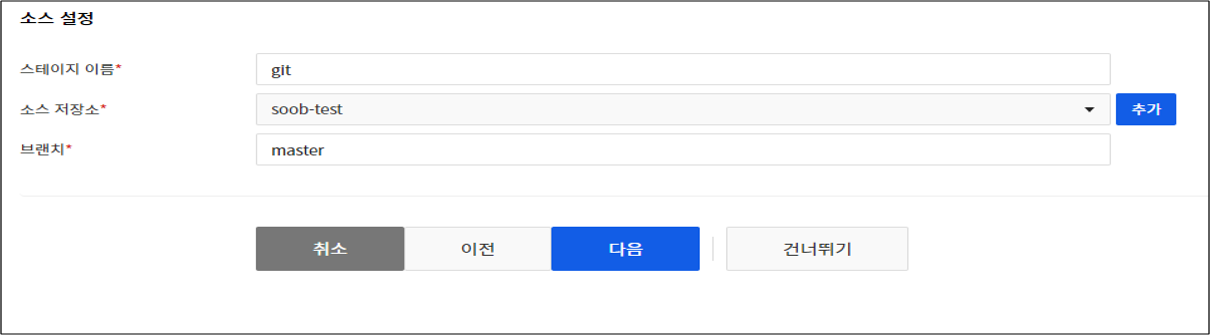 소스 설정
스테이지 이름* git
소스 저장소* soob-test 추가
브랜치* master
취소 이전 다음 건너뛰기